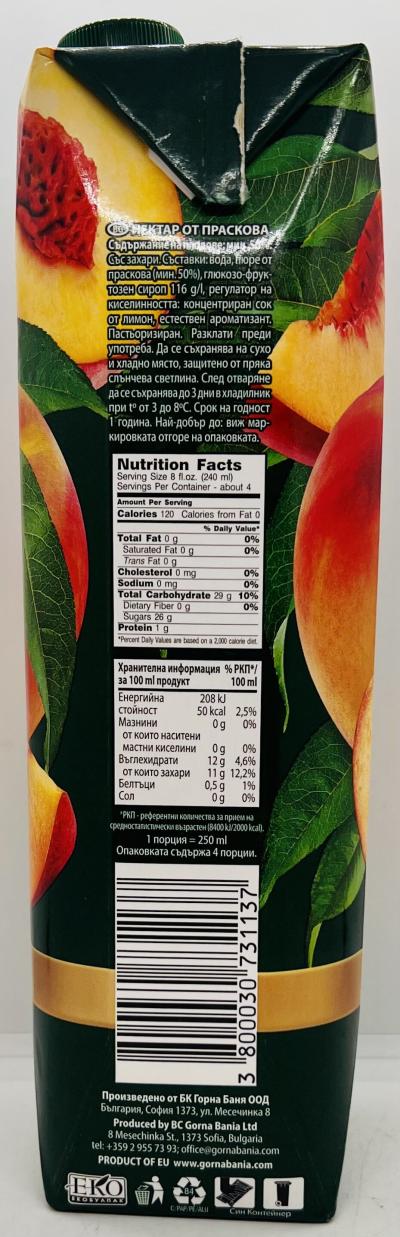 BG НЕКТАР ОТ ПРАСКОВА
Съдържание на плодове: мин. 50%.
Със захари. Съставки: вода, пюре от
праскова (мин. 50%), глюкозо-фрук-
тозен сироп 116 g/l, регулатор на
киселинността: концентриран сок
от лимон, естествен ароматизант.
Пастьоризиран. Разклати преди
употреба. Да се съхранява на сухо
и хладно място, защитено от пряка
слънчева светлина. След отваряне
да се съхранява до 3 дни в хладилник
при tº от 3 до 8ºC. Срок на годност
1 година. Най-добър до: виж мар-
кировката отгоре на опаковката.
Nutrition Facts
Serving Size 8 fl.oz. (240 ml)
Servings Per Container - about 4
Amount Per Serving
Calories 120 Calories from Fat 0
% Daily Value*
Total Fat 0 g 0%
Saturated Fat 0 g 0%
Trans Fat 0 g
Cholesterol 0 mg 0%
Sodium 0 mg 0%
Total Carbohydrate 29 g 10%
Dietary Fiber 0 g 0%
Sugars 26 g
Protein 1 g
*Percent Daily Values are based on a 2,000 calorie diet.
Хранителна информация % РКП*/
за 100 ml продукт 100 ml
Енергийна 208 kJ
стойност 50 kcal 2,5%
Мазнини 0 g 0%
от които наситени
мастни киселини 0 g 0%
Въглехидрати 12 g 4,6%
от които захари 11 g 12,2%
Белтъци 0,5 g 1%
Сол 0 g 0%
*РКП - референтни количества за прием на
средностатистически възрастен (8400 kJ/2000 kcal).
1 порция = 250 ml
Опаковката съдържа 4 порции.
3 800030 731137
Произведено от БК Горна Баня ООД
България, София 1373, ул. Месечинка 8
Produced by BC Gorna Bania Ltd
8 Mesechinka St., 1373 Sofia, Bulgaria
tel: +359 2 955 73 93; office@gornabania.com
PRODUCT OF EU www.gornabania.com
ЕКО
ЕКОБУЛПАК
84
C/PAP/PE/ALU
Син Контейнер